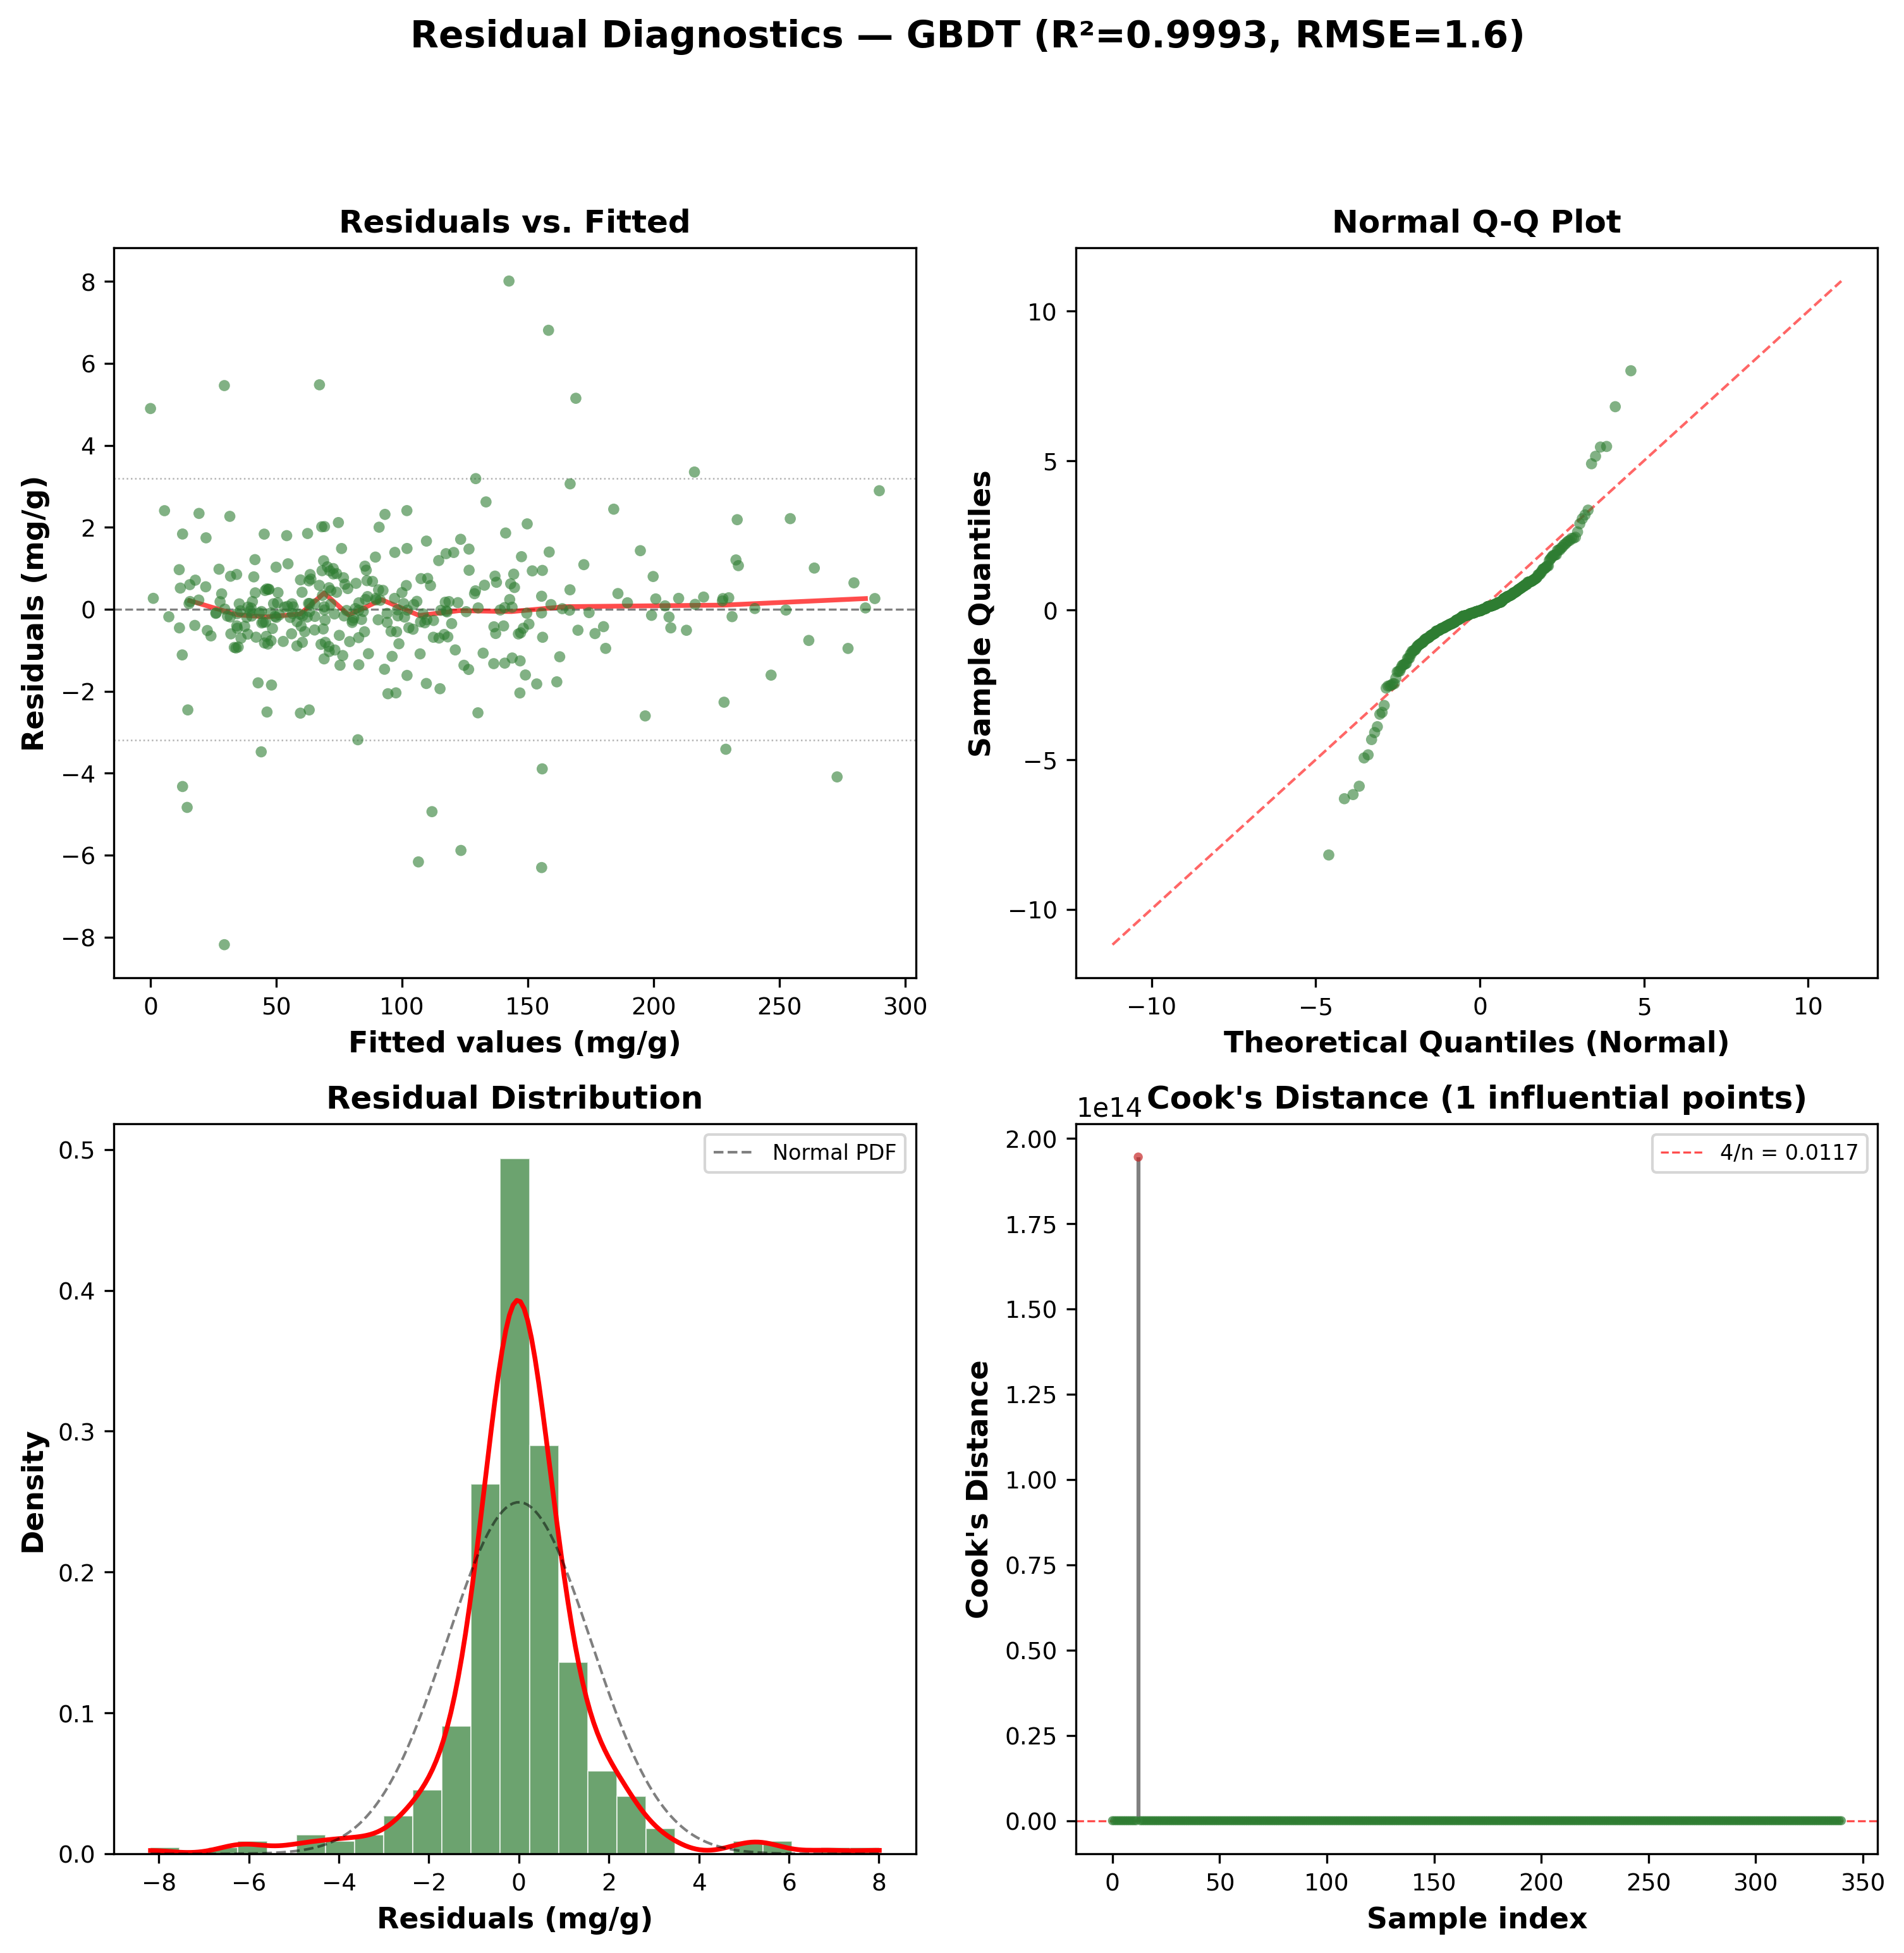 Residual Diagnostics — GBDT (R²=0.9993, RMSE=1.6)
Residuals vs. Fitted
8
6
4
2
0
−2
−4
−6
−8
Residuals (mg/g)
0 50 100 150 200 250 300
Fitted values (mg/g)
Normal Q-Q Plot
10
5
0
−5
−10
Sample Quantiles
−10 −5 0 5 10
Theoretical Quantiles (Normal)
Residual Distribution
Normal PDF
0.5
0.4
0.3
0.2
0.1
0.0
Density
−8 −6 −4 −2 0 2 4 6 8
Residuals (mg/g)
Cook's Distance (1 influential points)
1e14
4/n = 0.0117
2.00
1.75
1.50
1.25
1.00
0.75
0.50
0.25
0.00
Cook's Distance
0 50 100 150 200 250 300 350
Sample index